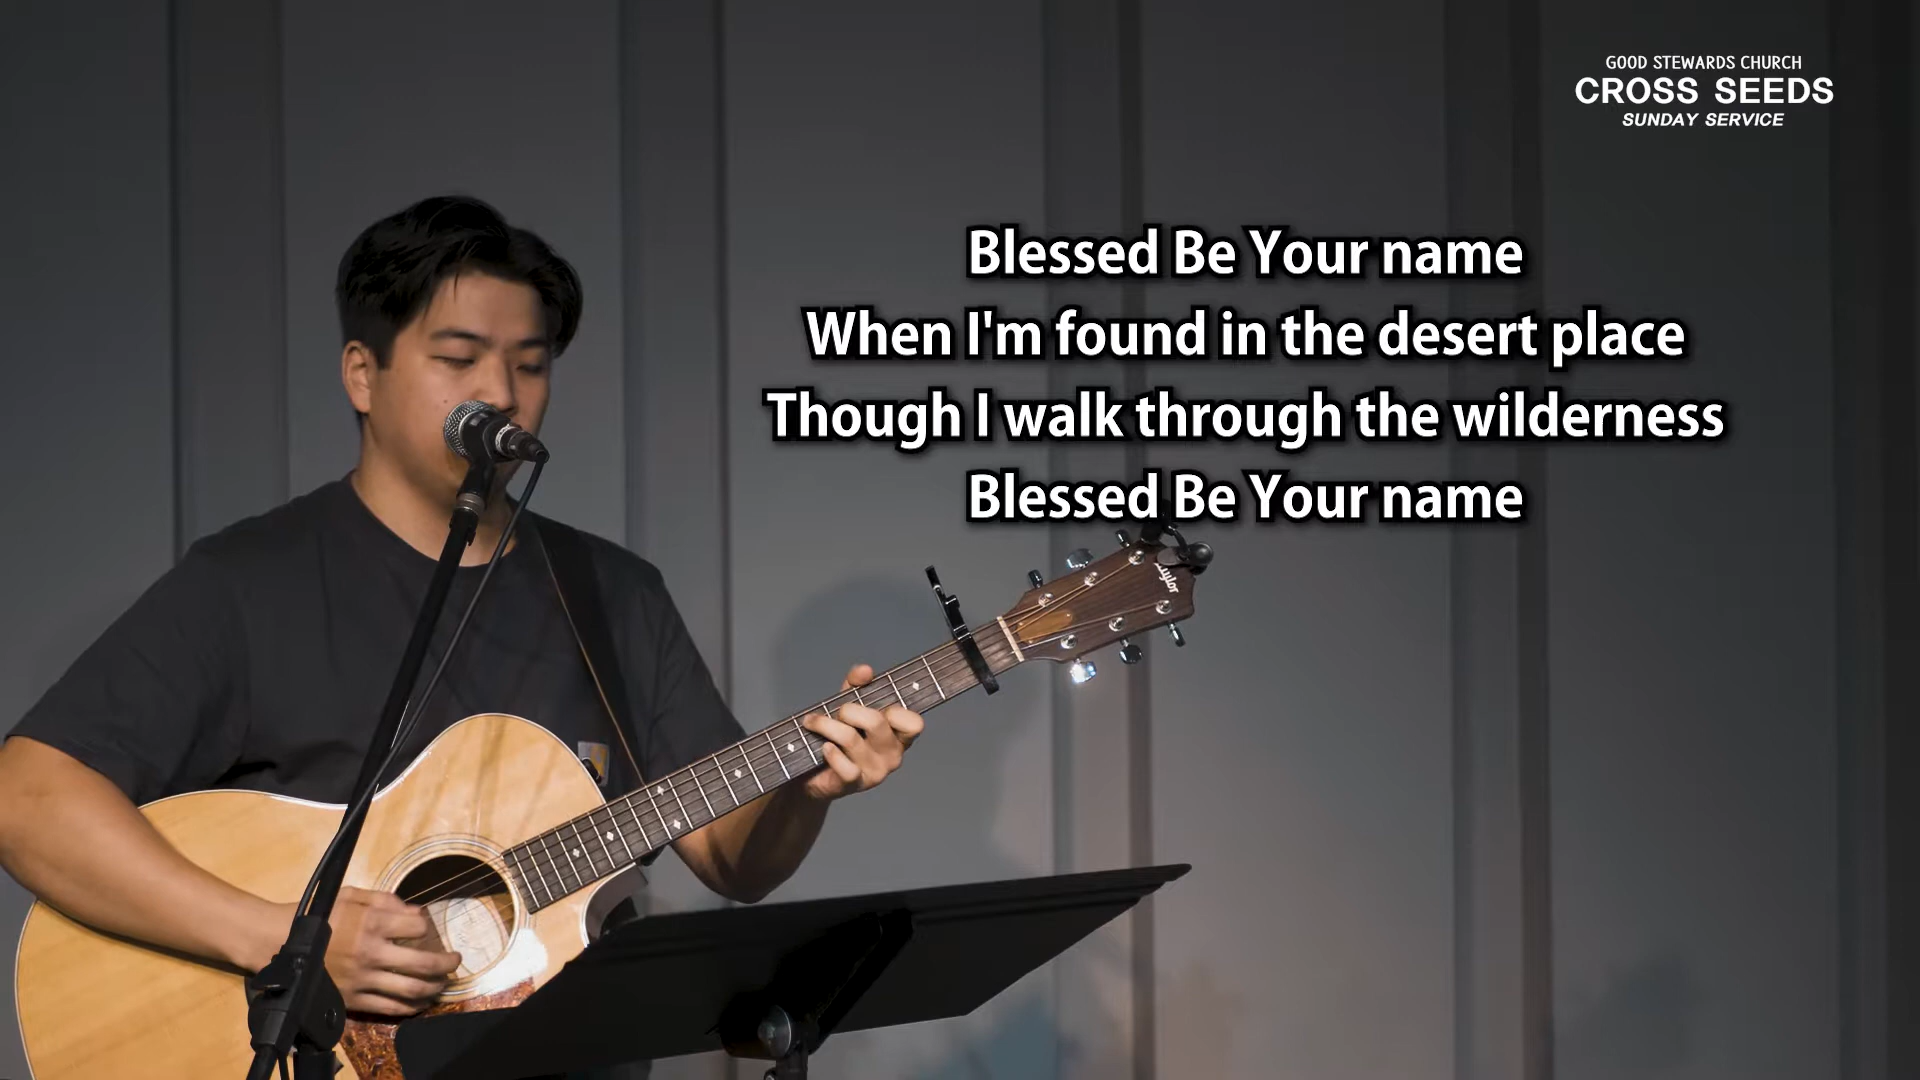 GOOD STEWARDS CHURCH
CROSS SEEDS
SUNDAY SERVICE
Blessed Be Your name
When I'm found in the desert place
Though I walk through the wilderness
Blessed Be Your name
Taylor